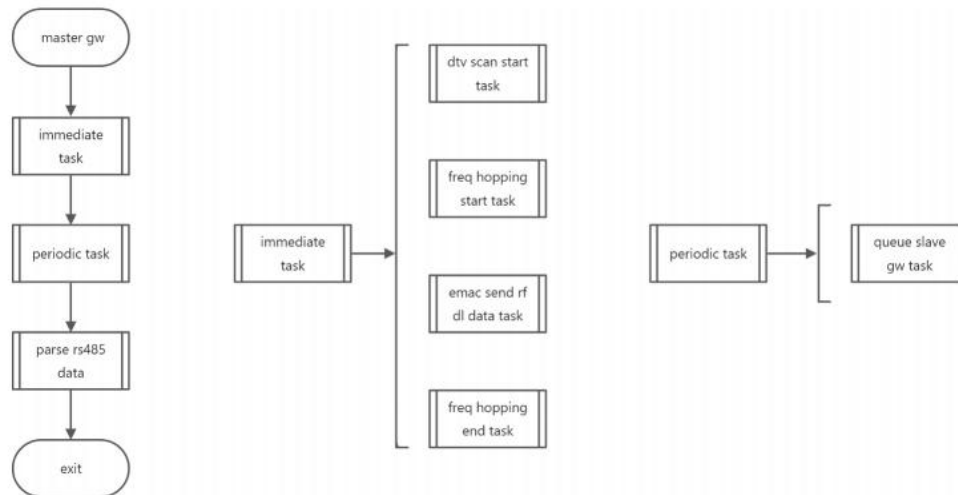 master gw
immediate
task
periodic task
parse rs485
data
exit
immediate
task
dtv scan start
task
freq hopping
start task
emac send rf
dl data task
freq hopping
end task
periodic task
queue slave
gw task